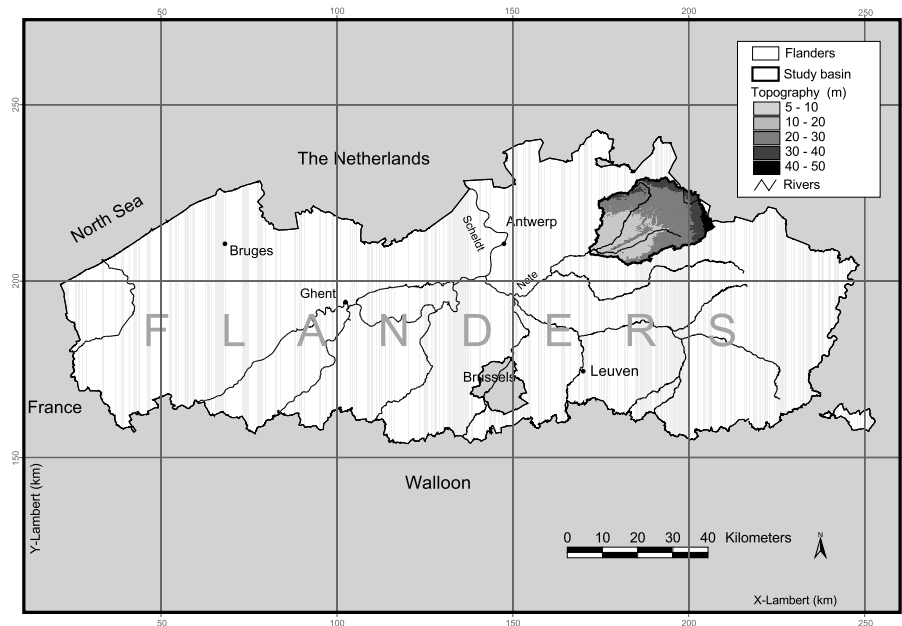 50 100 150 200 250
Flanders
Study basin
Topography (m)
5 - 10
10 - 20
20 - 30
30 - 40
40 - 50
Rivers
250
The Netherlands
North Sea
Antwerp
Scheldt
Bruges
200
Nete
Ghent
FLANDERS
Brussels
Leuven
France
150
Walloon
Y-Lambert (km)
0 10 20 30 40 Kilometers
N
X-Lambert (km)
50 100 150 200 250